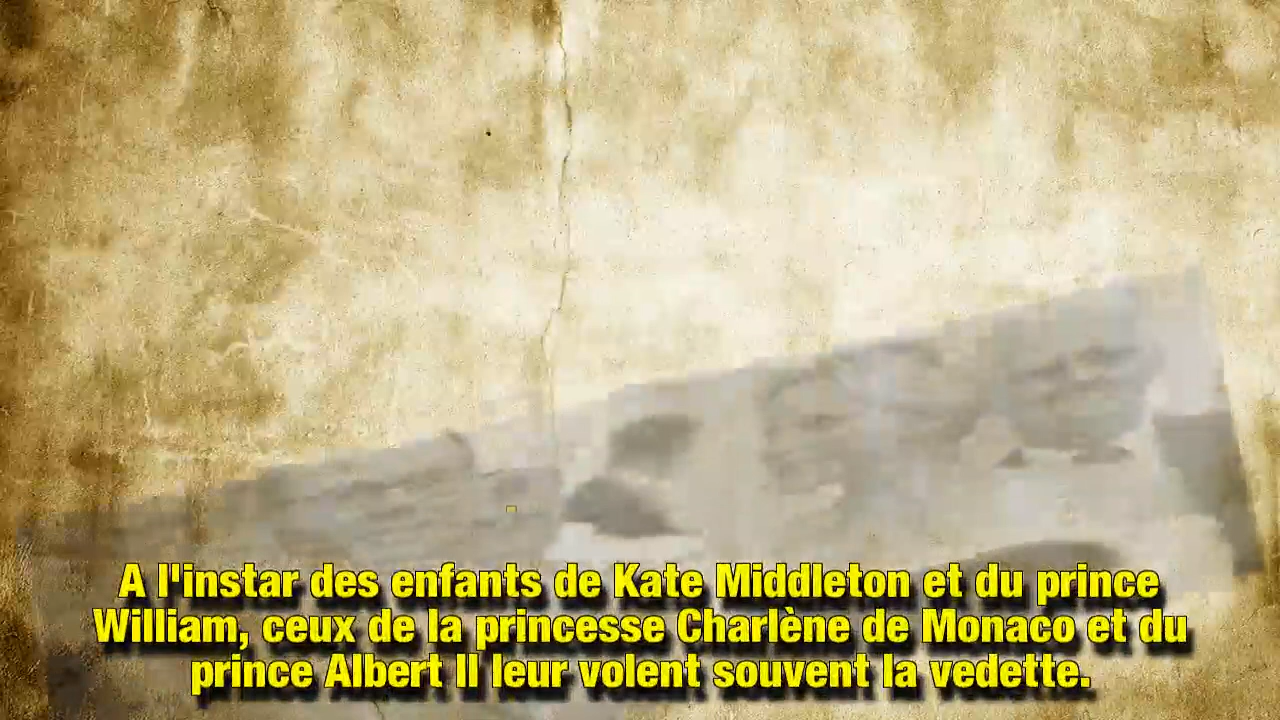 A l'instar des enfants de Kate Middleton et du prince
William, ceux de la princesse Charlène de Monaco et du
prince Albert II leur volent souvent la vedette.